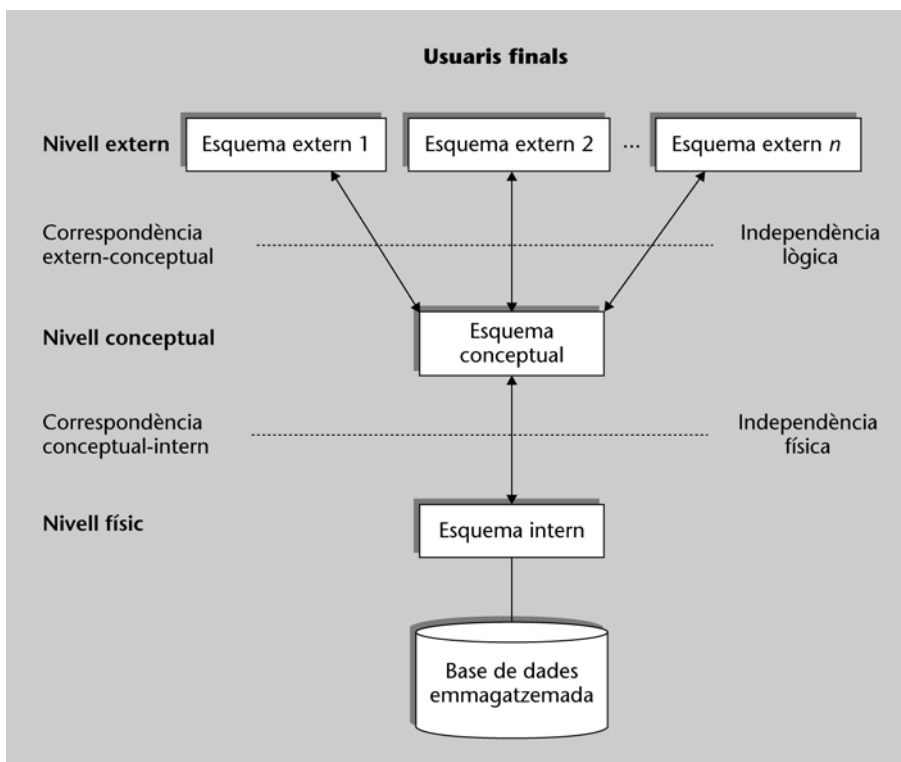 Usuaris finals
Nivell extern
Esquema extern 1
Esquema extern 2
...
Esquema extern n
Correspondència
extern-conceptual
Independència
lògica
Nivell conceptual
Esquema
conceptual
Correspondència
conceptual-intern
Independència
física
Nivell físic
Esquema intern
Base de dades
emmagatzemada